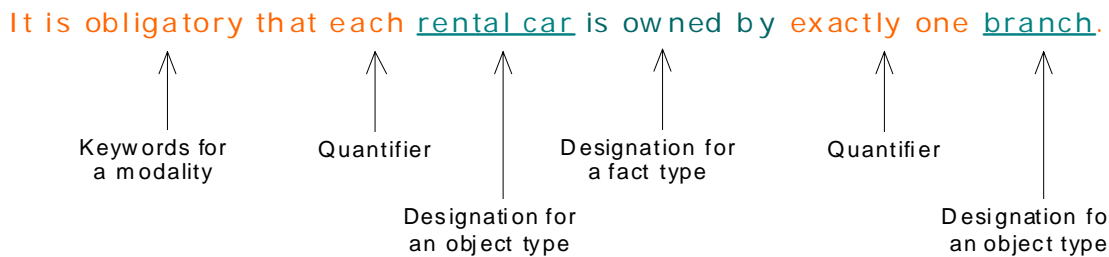 It is obligatory that each rental car is owned by exactly one branch.
Keywords for
a modality
Quantifier
Designation for
a fact type
Quantifier
Designation for
an object type
Designation fo
an object type